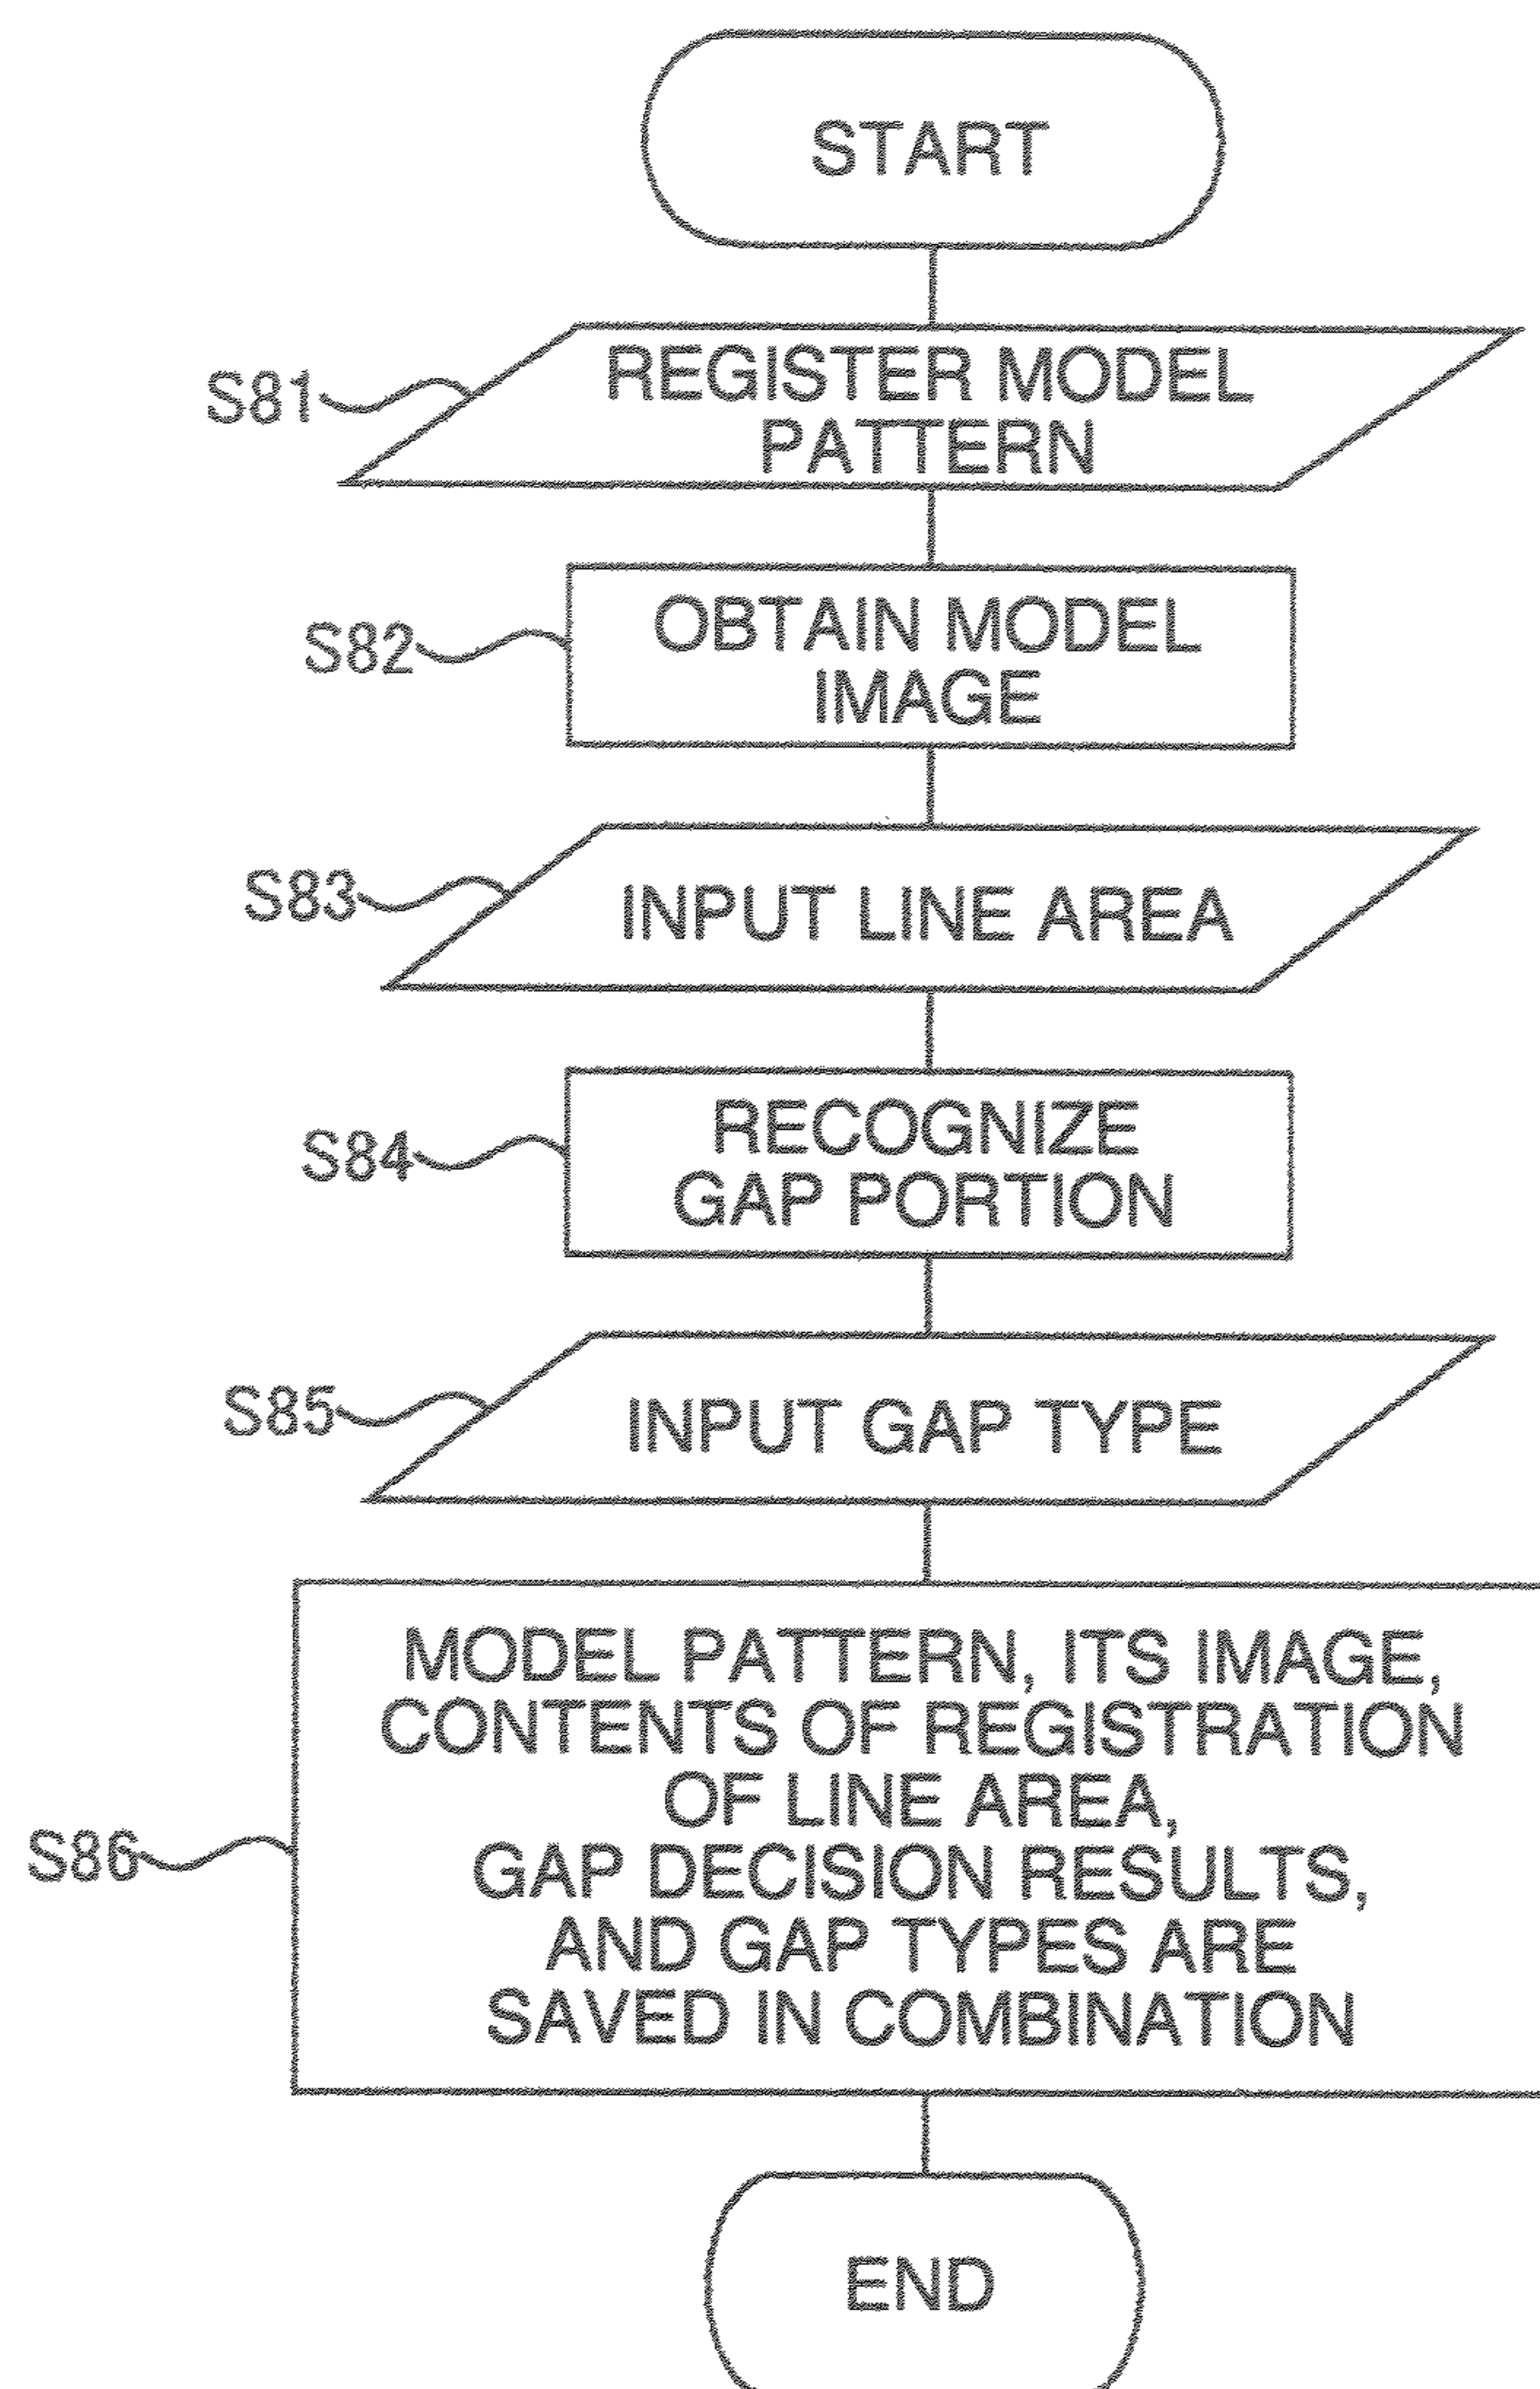 START
S81
REGISTER MODEL
PATTERN
S82
OBTAIN MODEL
IMAGE
S83
INPUT LINE AREA
S84
RECOGNIZE
GAP PORTION
S85
INPUT GAP TYPE
S86
MODEL PATTERN, ITS IMAGE,
CONTENTS OF REGISTRATION
OF LINE AREA,
GAP DECISION RESULTS,
AND GAP TYPES ARE
SAVED IN COMBINATION
END